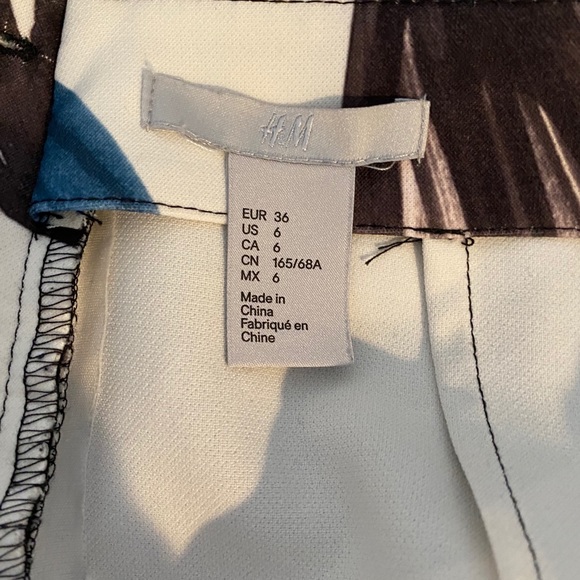 H&M
EUR 36
US 6
CA 6
CN 165/68A
MX 6
Made in
China
Fabriqué en
Chine